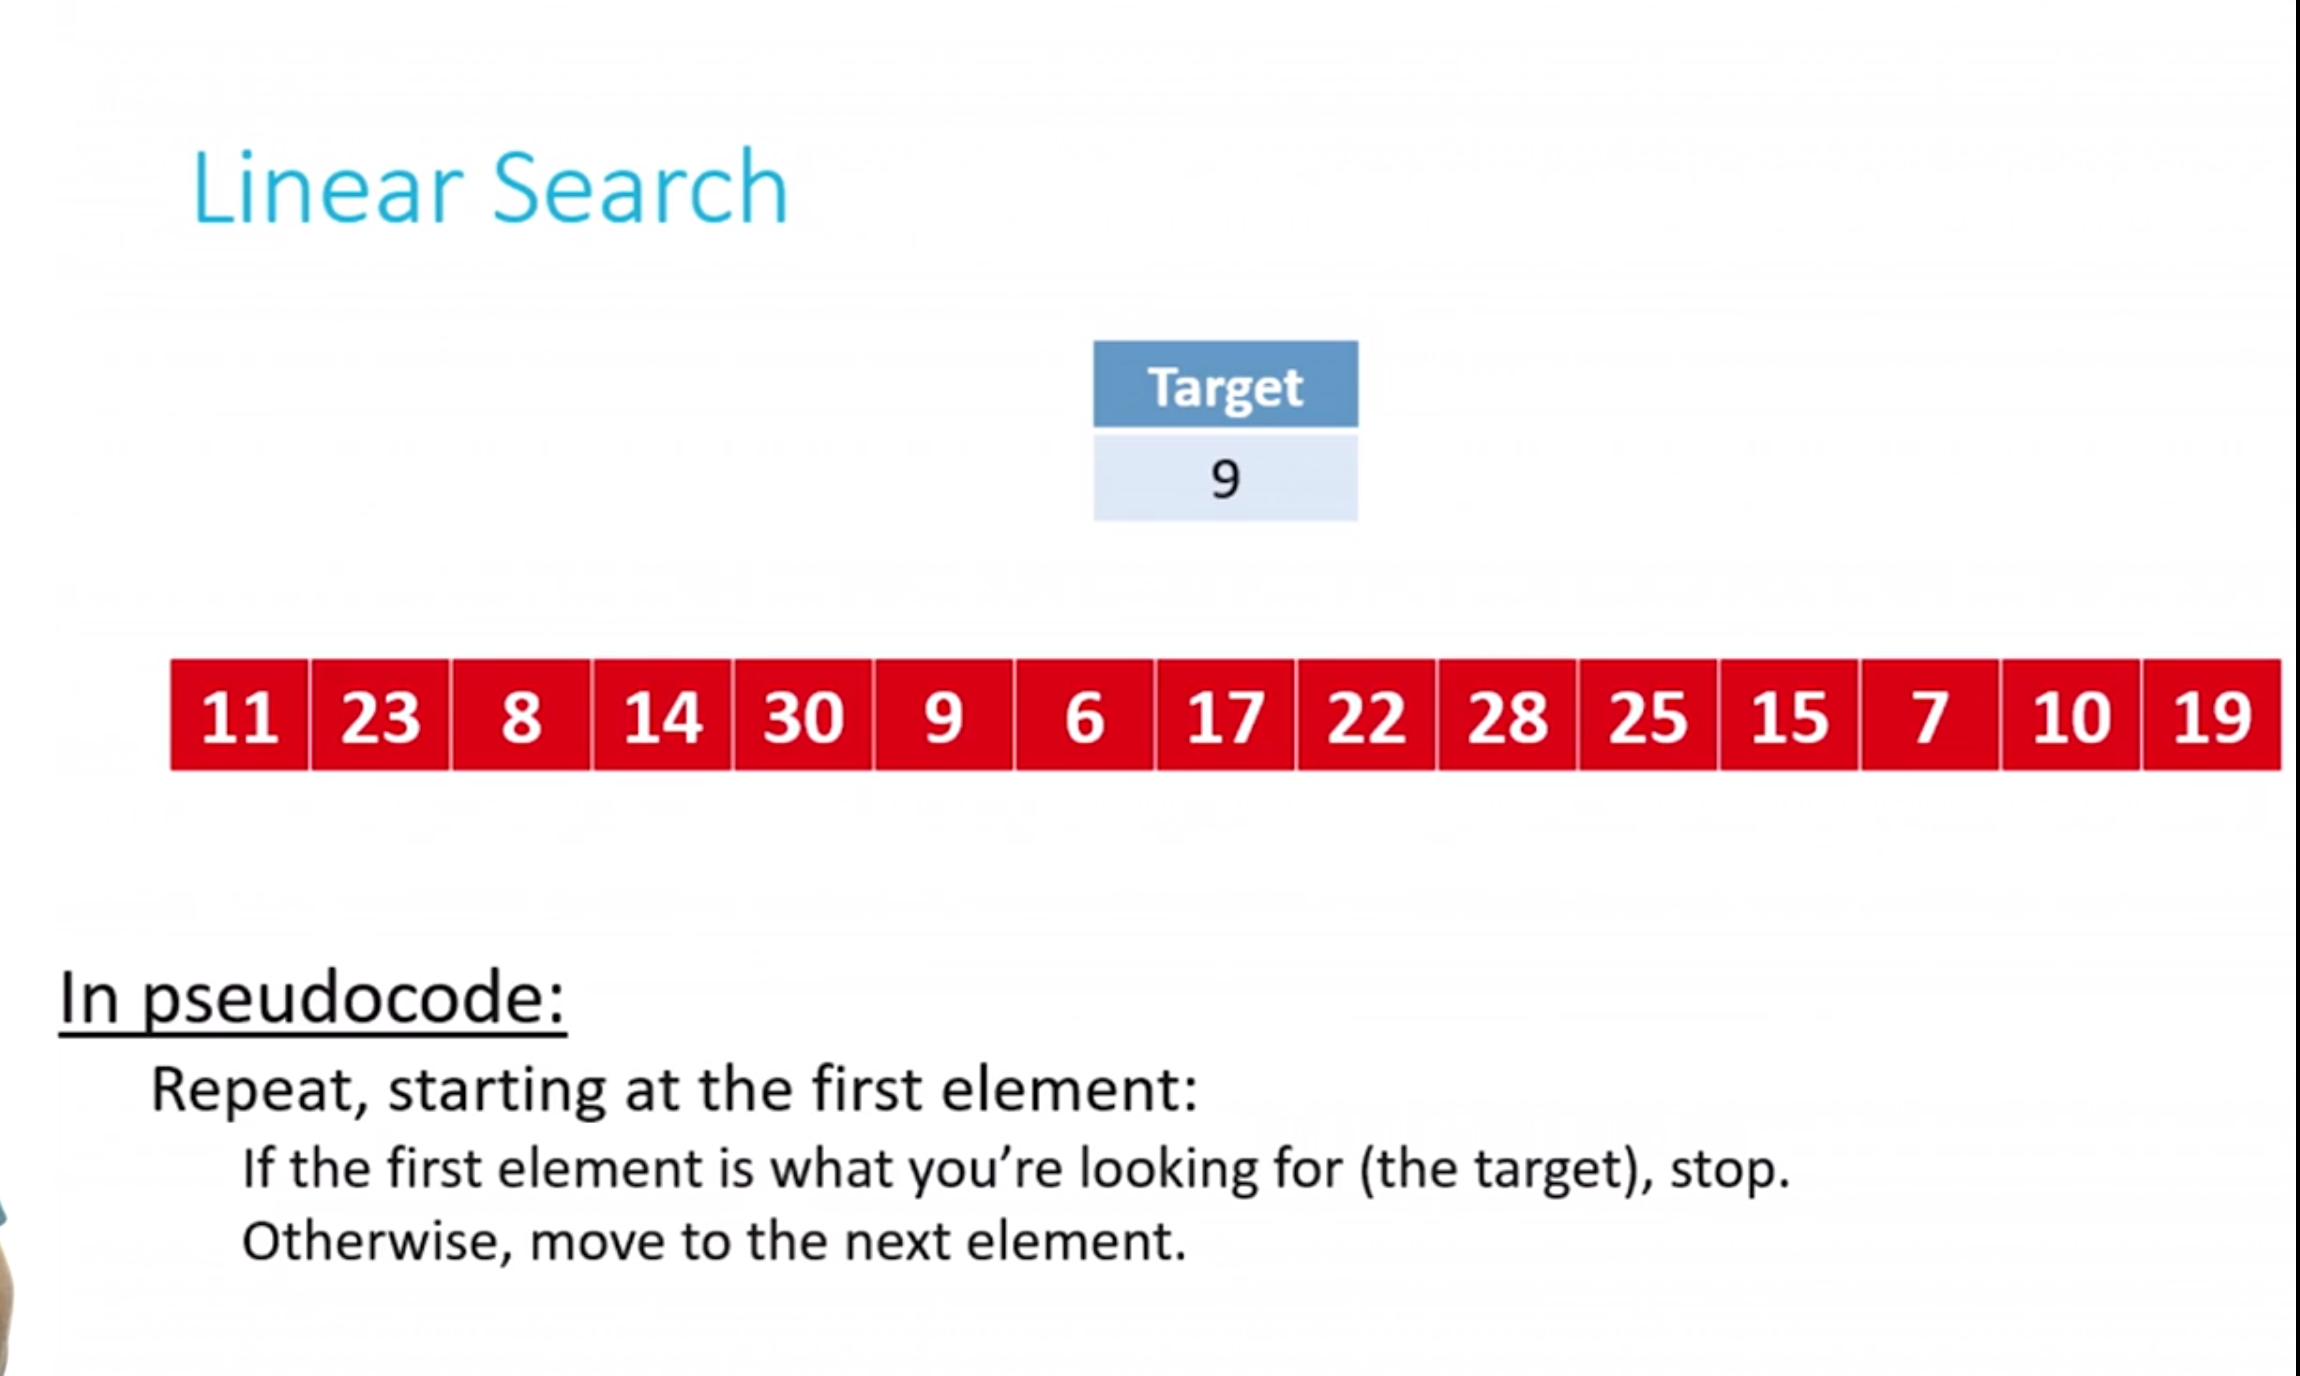 Linear Search
Target
9
11 23 8 14 30 9 6 17 22 28 25 15 7 10 19
In pseudocode:
Repeat, starting at the first element:
If the first element is what you’re looking for (the target), stop.
Otherwise, move to the next element.